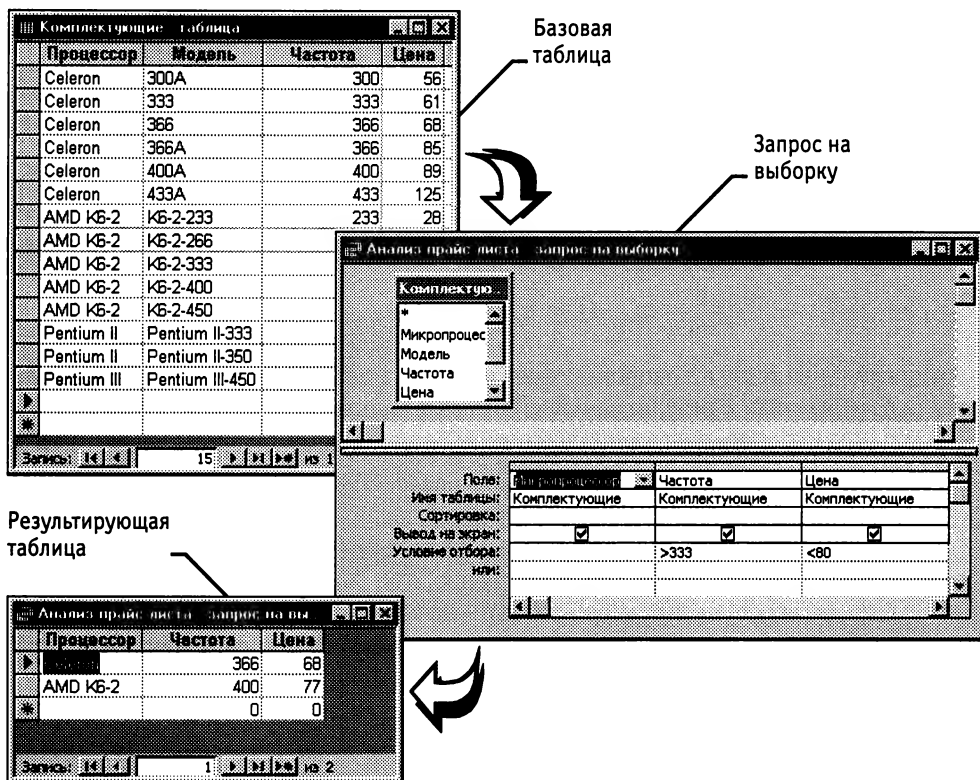 Комплектующие таблица
Процессор Модель Частота Цена
Celeron 300A 300 56
Celeron 333 333 61
Celeron 366 366 68
Celeron 366A 366 85
Celeron 400A 400 89
Celeron 433A 433 125
AMD K6-2 K6-2-233 233 28
AMD K6-2 K6-2-266
AMD K6-2 K6-2-333
AMD K6-2 K6-2-400
AMD K6-2 K6-2-450
Pentium II Pentium II-333
Pentium II Pentium II-350
Pentium III Pentium III-450
Запись: 15 из 1
Базовая
таблица
Запрос на
выборку
Анализ прайс листа запрос на выборку
Комплектую..
*
Микропроцес
Модель
Частота
Цена
Поле: Микропроцессор Частота Цена
Имя таблицы: Комплектующие Комплектующие Комплектующие
Сортировка:
Вывод на экран:
Условие отбора: >333 <80
или:
Результирующая
таблица
Анализ прайс листа запрос на вы
Процессор Частота Цена
366 68
AMD K6-2 400 77
0 0
Запись: 1 из 2